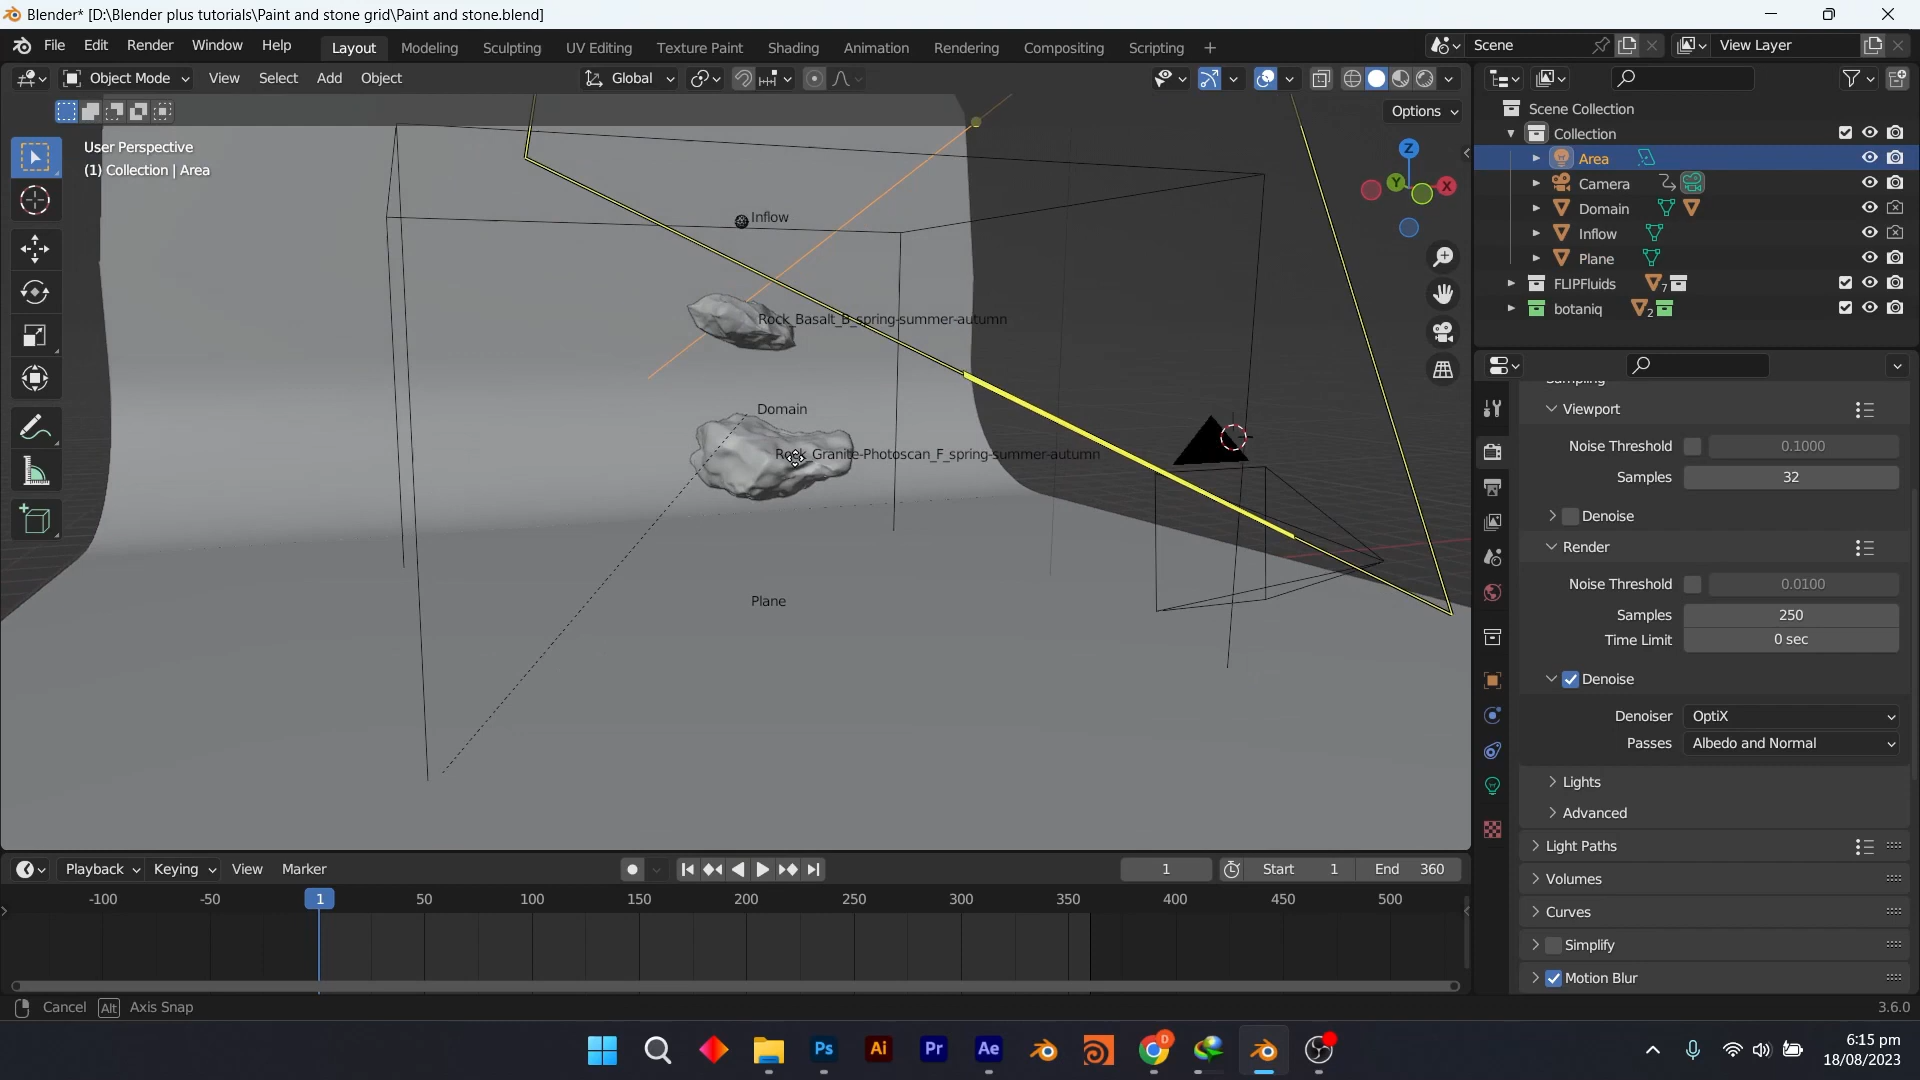 Blender* [D:\Blender plus tutorials\Paint and stone grid\Paint and stone.blend]
File Edit Render Window Help Layout Modeling Sculpting UV Editing Texture Paint Shading Animation Rendering Compositing Scripting Scene View Layer
Object Mode View Select Add Object Global
Options
User Perspective
(1) Collection | Area
Z
Y
X
Inflow
Rock_Basalt_B_spring-summer-autumn
Domain
Rock_Granite-Photoscan_F_spring-summer-autumn
Plane
Scene Collection
Collection
Area
Camera
Domain
Inflow
Plane
FLIPFluids 7
botaniq 2
Viewport
Noise Threshold 0.1000
Samples 32
Denoise
Render
Noise Threshold 0.0100
Samples 250
Time Limit 0 sec
Denoise
Denoiser OptiX
Passes Albedo and Normal
Lights
Advanced
Light Paths
Volumes
Curves
Simplify
Motion Blur
Playback Keying View Marker 1 Start 1 End 360
-100 -50 1 50 100 150 200 250 300 350 400 450 500
Cancel Alt Axis Snap 3.6.0
Ps Ai Pr Ae D
6:15 pm
18/08/2023